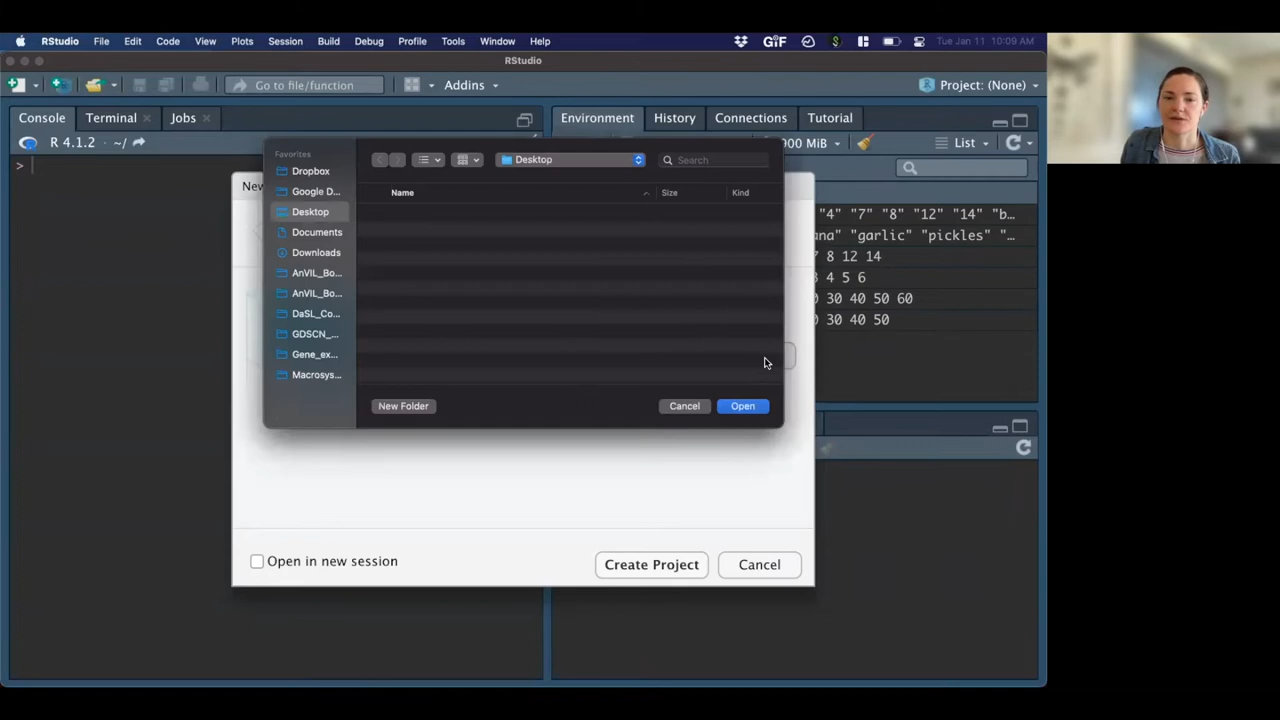 RStudio File Edit Code View Plots Session Build Debug Profile Tools Window Help GIF Tue Jan 11 10:09 AM
RStudio
Go to file/function Addins Project: (None)
Console Terminal Jobs Environment History Connections Tutorial
R 4.1.2 ~/ 900 MiB List
>
Favorites
Dropbox
Google D...
Desktop
Documents
Downloads
AnVIL_Bo...
AnVIL_Bo...
DaSL_Co...
GDSCN_...
Gene_ex...
Macrosys...
Desktop Search
Name Size Kind
New Folder Cancel Open
"4" "7" "8" "12" "14" "b...
"garlic" "pickles" "...
7 8 12 14
4 5 6
30 40 50 60
30 40 50
Open in new session Create Project Cancel